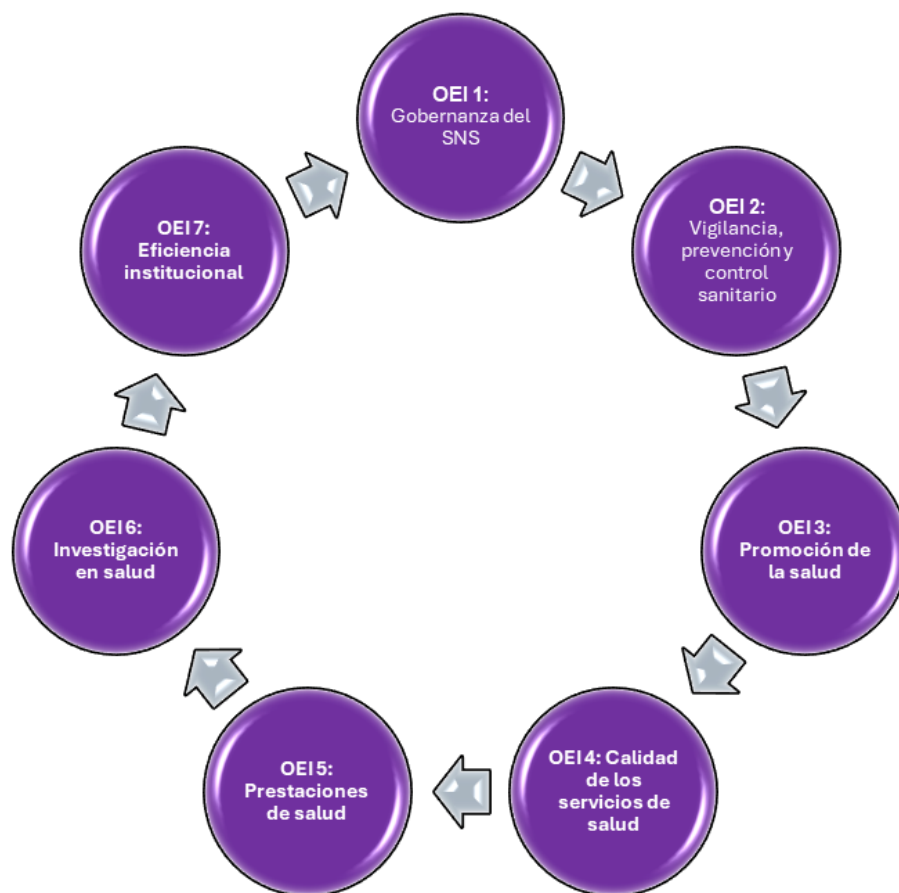 OEI 1:
Gobernanza del
SNS
OEI 2:
Vigilancia,
prevención y
control
sanitario
OEI 3:
Promoción de
la salud
OEI 4: Calidad
de los
servicios de
salud
OEI 5:
Prestaciones
de salud
OEI 6:
Investigación
en salud
OEI 7:
Eficiencia
institucional